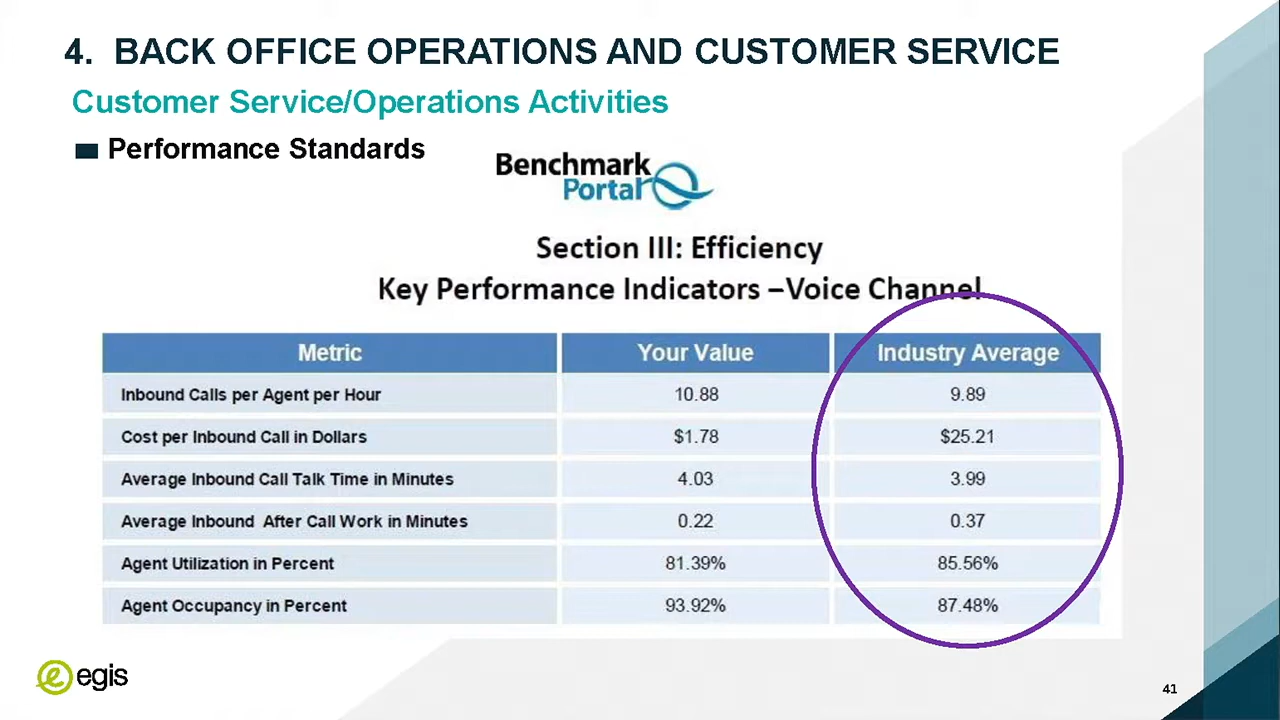 4. BACK OFFICE OPERATIONS AND CUSTOMER SERVICE
Customer Service/Operations Activities
Performance Standards
Benchmark
Portal
Section III: Efficiency
Key Performance Indicators –Voice Channel
Metric Your Value Industry Average
Inbound Calls per Agent per Hour 10.88 9.89
Cost per Inbound Call in Dollars $1.78 $25.21
Average Inbound Call Talk Time in Minutes 4.03 3.99
Average Inbound After Call Work in Minutes 0.22 0.37
Agent Utilization in Percent 81.39% 85.56%
Agent Occupancy in Percent 93.92% 87.48%
egis
41